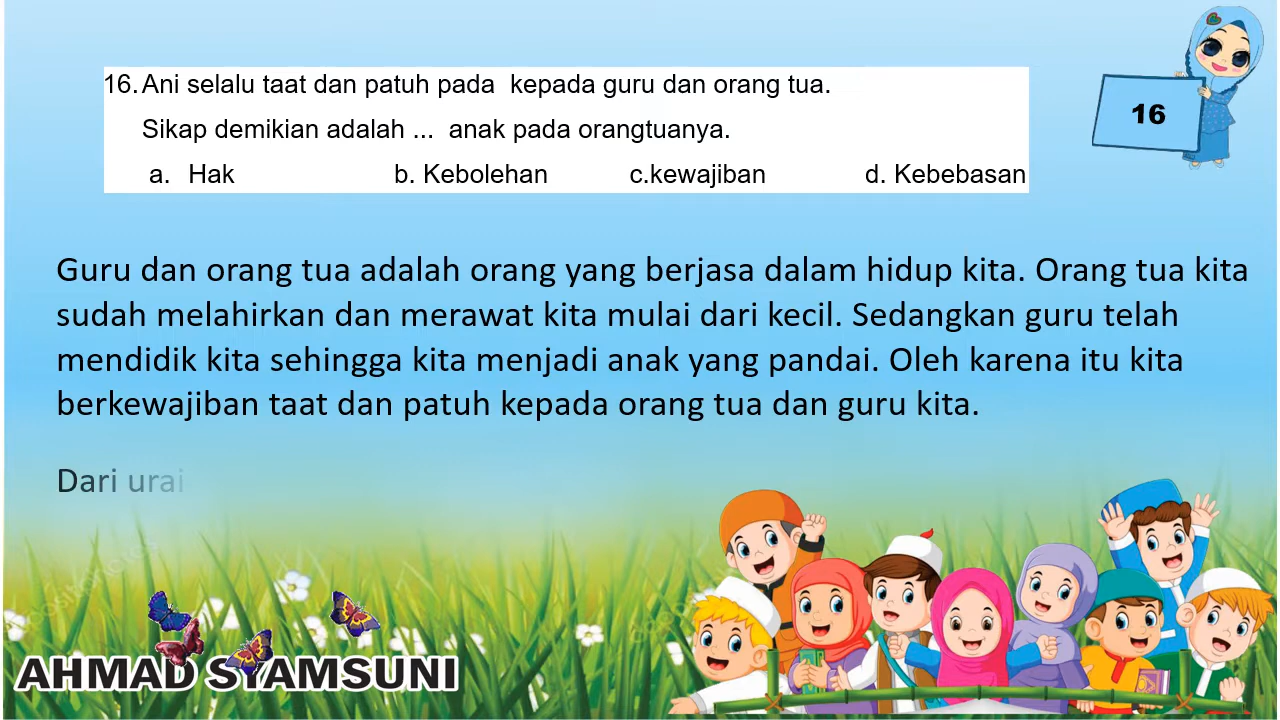 16. Ani selalu taat dan patuh pada kepada guru dan orang tua.
Sikap demikian adalah ... anak pada orangtuanya.
a. Hak b. Kebolehan c.kewajiban d. Kebebasan
16
Guru dan orang tua adalah orang yang berjasa dalam hidup kita. Orang tua kita
sudah melahirkan dan merawat kita mulai dari kecil. Sedangkan guru telah
mendidik kita sehingga kita menjadi anak yang pandai. Oleh karena itu kita
berkewajiban taat dan patuh kepada orang tua dan guru kita.
Dari urai
AHMAD SYAMSUNI